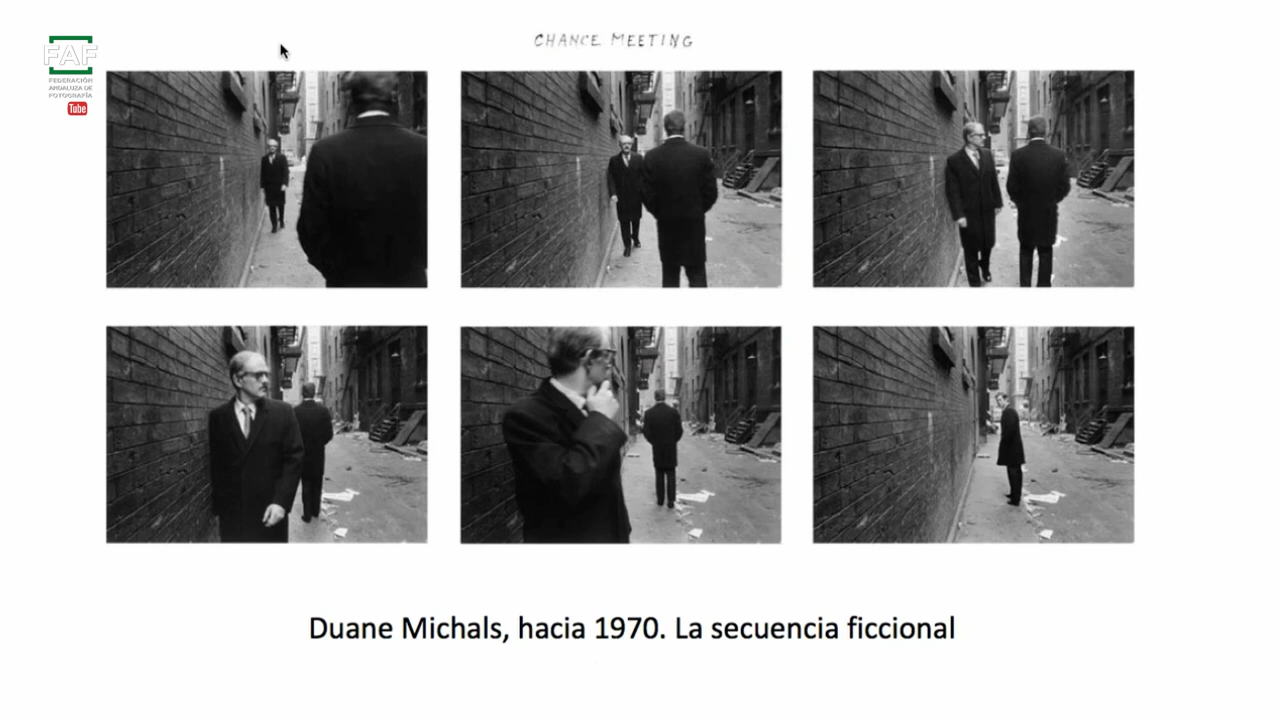 CHANCE MEETING
FAF
FEDERACIÓN
ANDALUZA DE
FOTOGRAFÍA
Tube
Duane Michals, hacia 1970. La secuencia ficcional